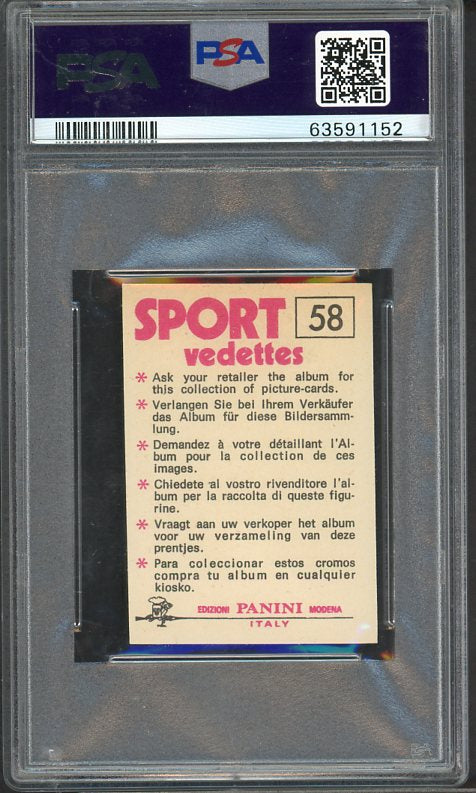 PSA
PSA
63591152
SPORT 58
vedettes
* Ask your retailer the album for
this collection of picture-cards.
* Verlangen Sie bei Ihrem Verkäufer
das Album für diese Bildersamm-
lung.
* Demandez à votre détaillant l'Al-
bum pour la collection de ces
images.
* Chiedete al vostro rivenditore l'al-
bum per la raccolta di queste figu-
rine.
* Vraagt aan uw verkoper het album
voor uw verzameling van deze
prentjes.
* Para coleccionar estos cromos
compra tu album en cualquier
kiosko.
EDIZIONI PANINI MODENA
ITALY
PSA